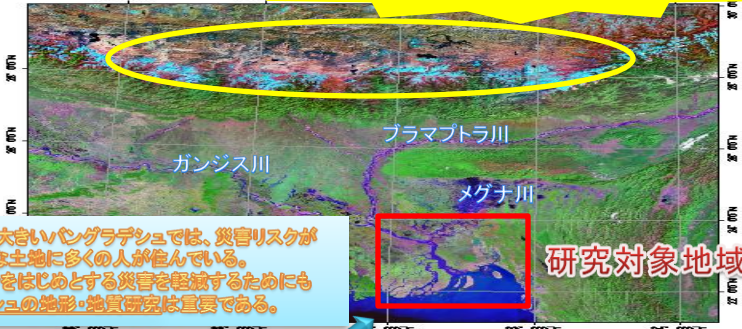 ブラマプトラ川
ガンジス川
メグナ川
大きいバングラデシュでは、災害リスクが
な土地に多くの人が住んでいる。
をはじめとする災害を軽減するためにも
シュの地形・地質研究は重要である。
研究対象地域